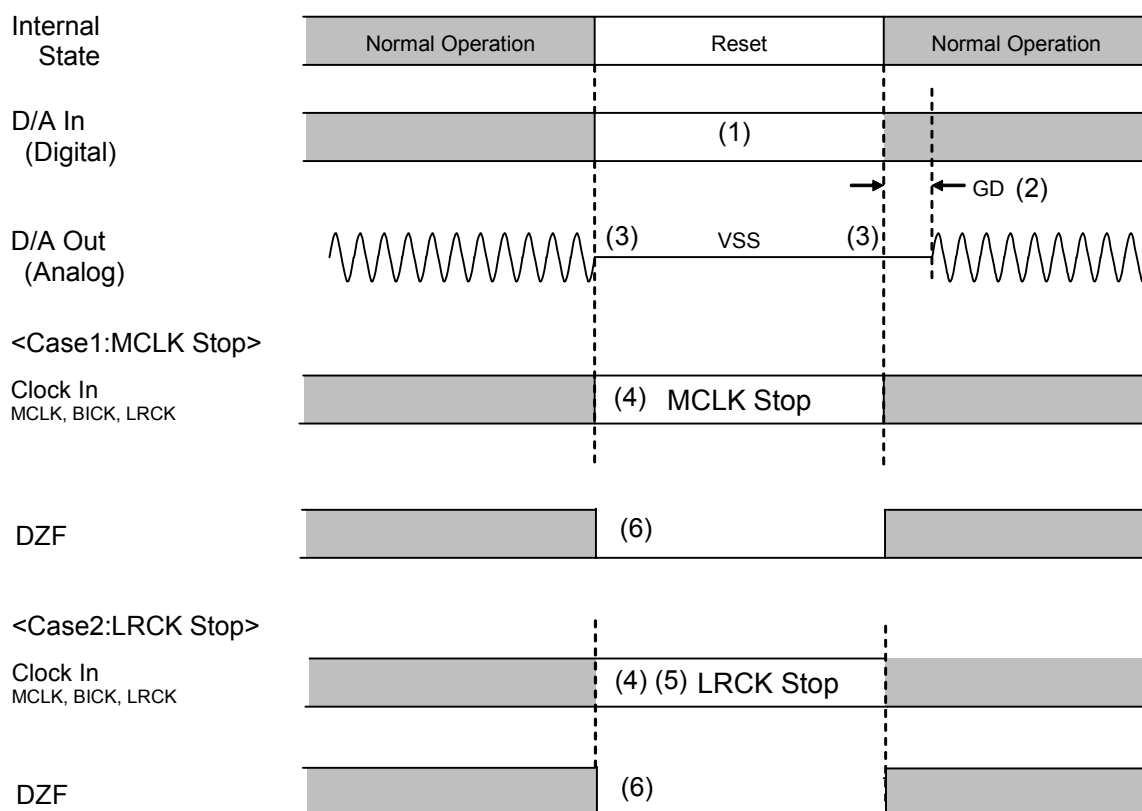 Internal
State
Normal Operation
Reset
Normal Operation
D/A In
(Digital)
(1)
GD (2)
D/A Out
(Analog)
(3)
VSS
(3)
<Case1:MCLK Stop>
Clock In
MCLK, BICK, LRCK
(4) MCLK Stop
DZF
(6)
<Case2:LRCK Stop>
Clock In
MCLK, BICK, LRCK
(4) (5) LRCK Stop
DZF
(6)